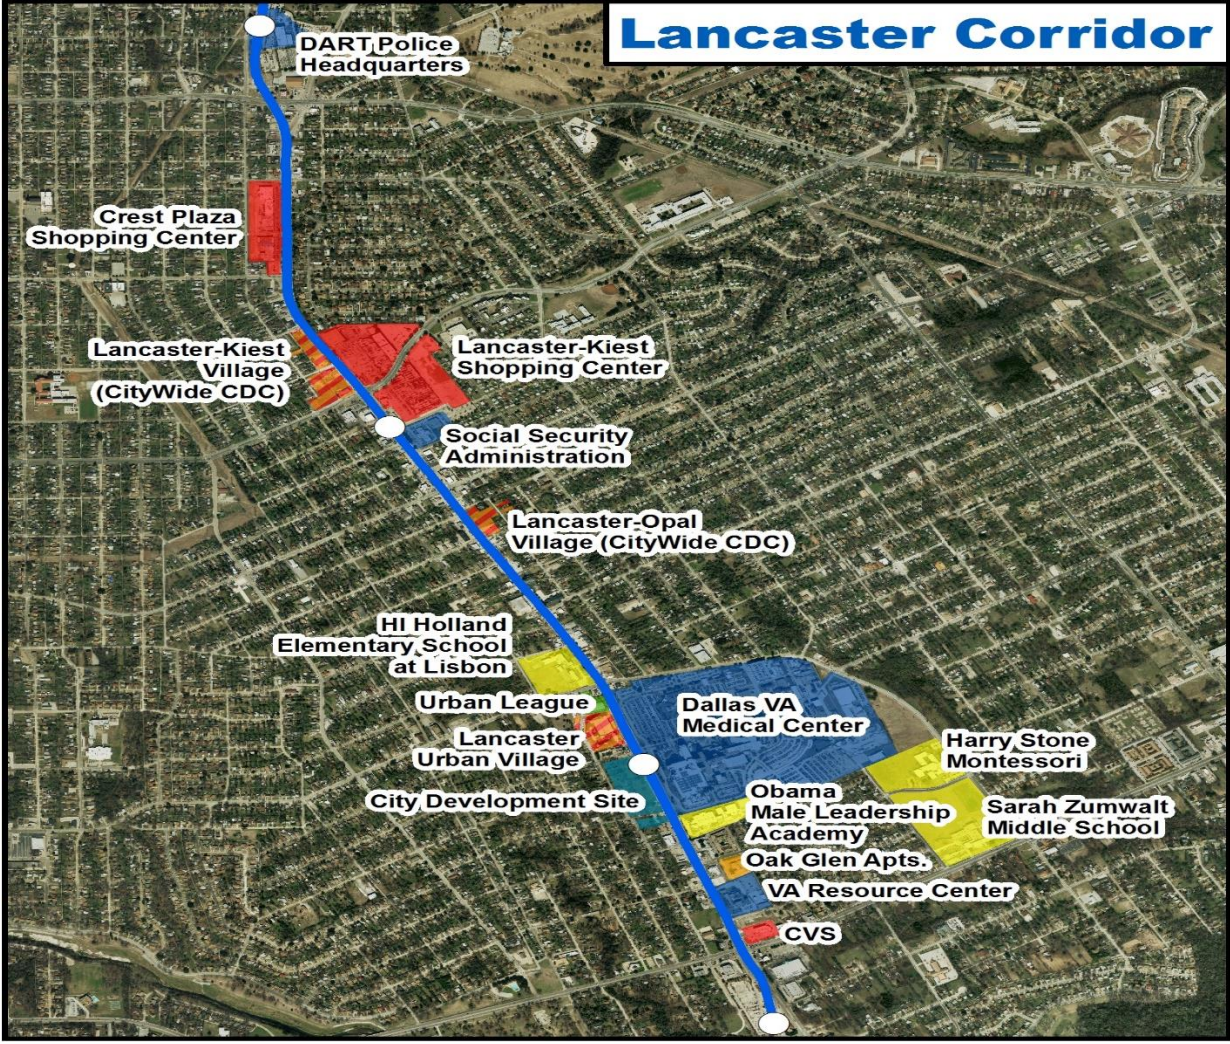 Lancaster Corridor
DART Police
Headquarters
Crest Plaza
Shopping Center
Lancaster-Kiest
Village
(CityWide CDC)
Lancaster-Kiest
Shopping Center
Social Security
Administration
Lancaster-Opal
Village (CityWide CDC)
HI Holland
Elementary School
at Lisbon
Urban League
Lancaster
Urban Village
City Development Site
Dallas VA
Medical Center
Harry Stone
Montessori
Sarah Zumwalt
Middle School
Obama
Male Leadership
Academy
Oak Glen Apts.
VA Resource Center
CVS